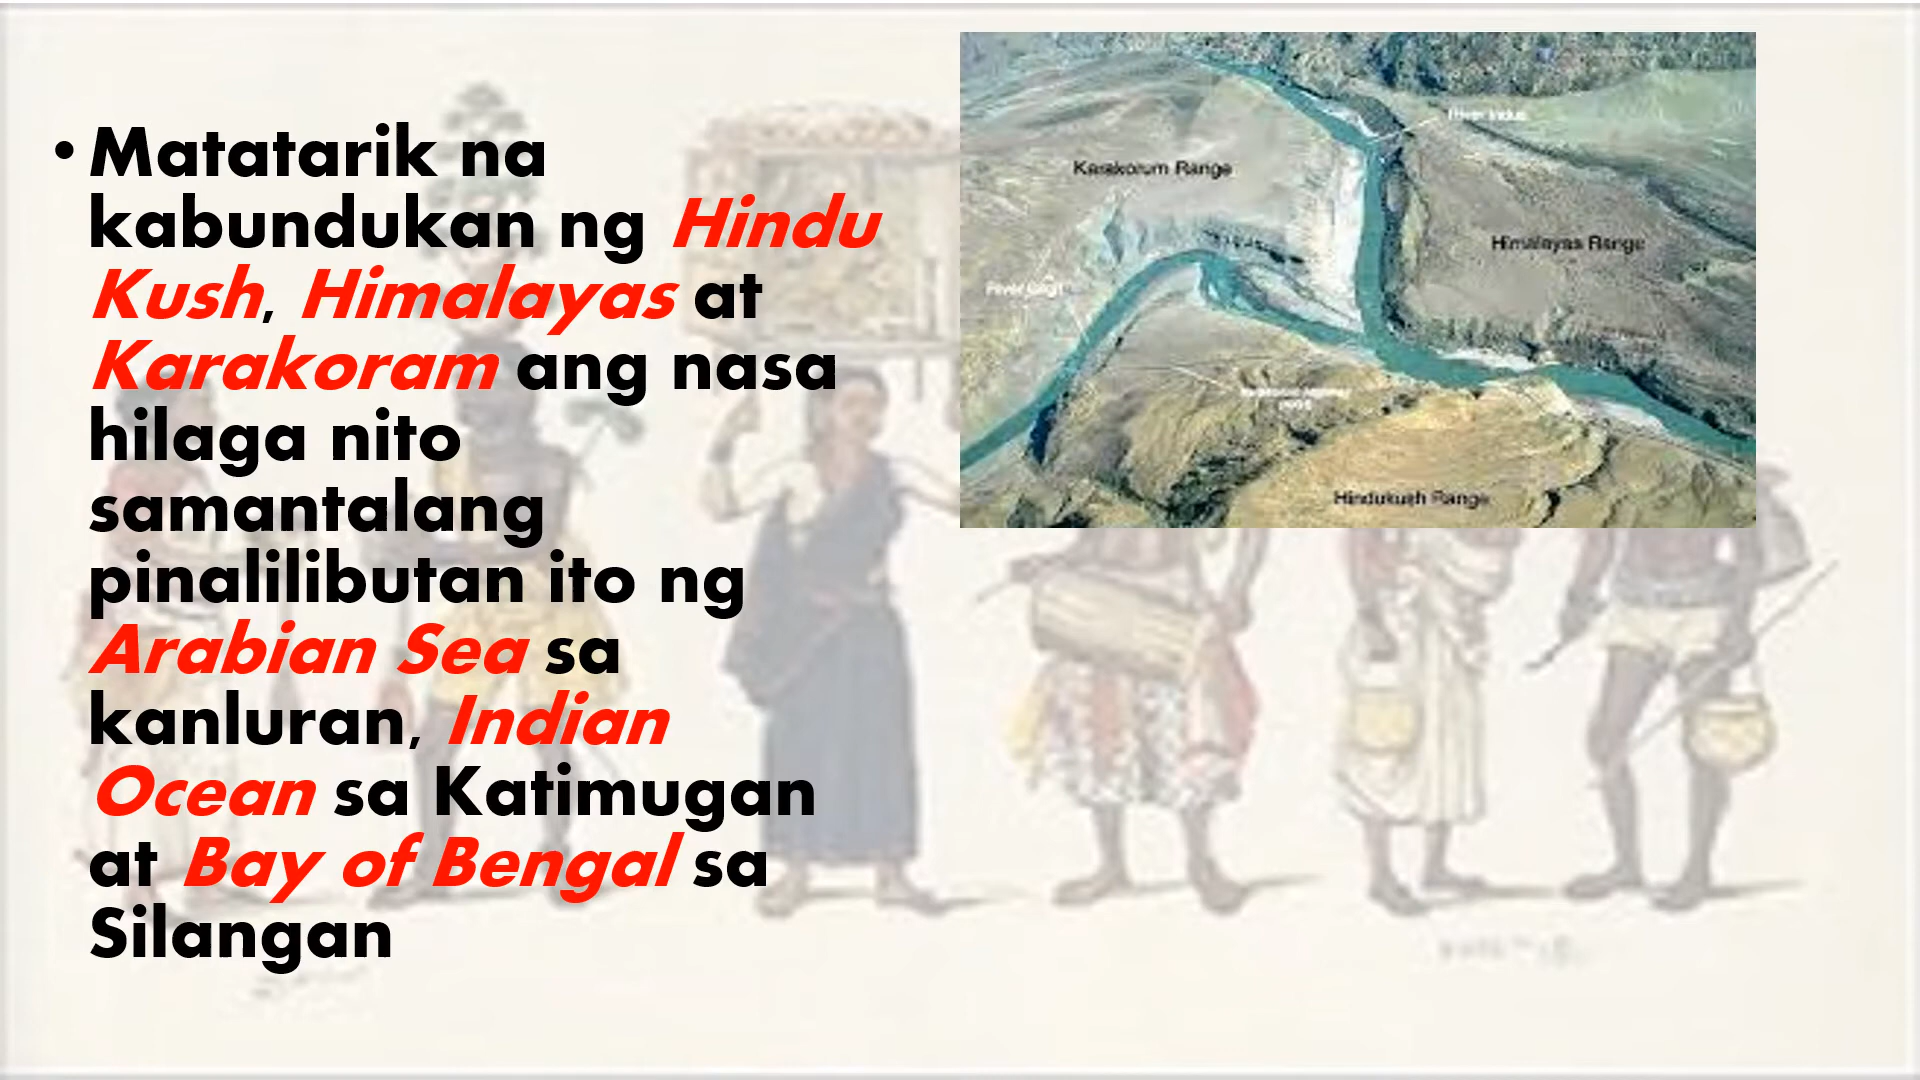 • Matatarik na
kabundukan ng Hindu
Kush, Himalayas at
Karakoram ang nasa
hilaga nito
samantalang
pinalilibutan ito ng
Arabian Sea sa
kanluran, Indian
Ocean sa Katimugan
at Bay of Bengal sa
Silangan
River Indus
Karakorum Range
Himalayas Range
River Gilgit
Hindukush Range